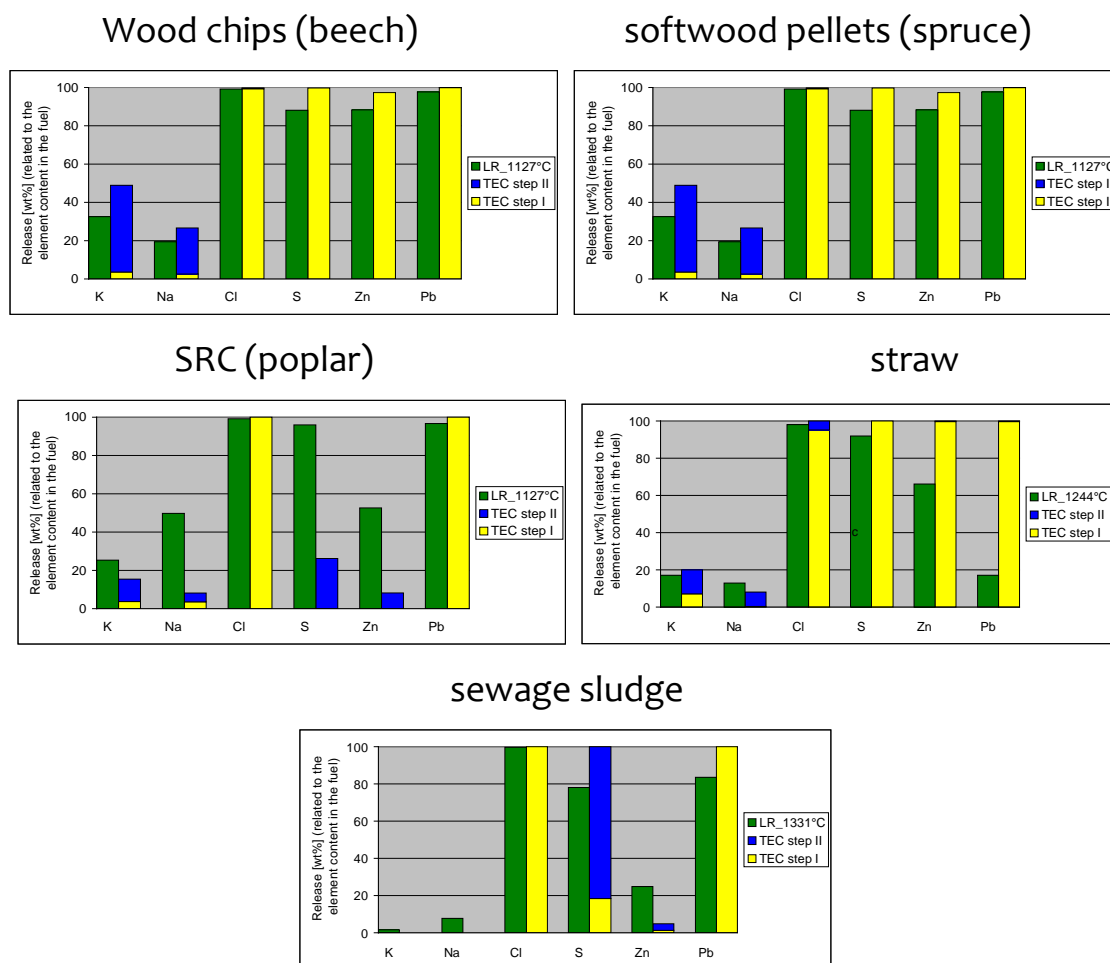 Wood chips (beech)
softwood pellets (spruce)
Release [wt%] (related to the
element content in the fuel)
100
80
60
40
20
0
K Na Cl S Zn Pb
LR_1127°C
TEC step II
TEC step I
Release [wt%] (related to the
element content in the fuel)
100
80
60
40
20
0
K Na Cl S Zn Pb
LR_1127°C
TEC step II
TEC step I
SRC (poplar)
straw
Release [wt%] (related to the
element content in the fuel)
100
80
60
40
20
0
K Na Cl S Zn Pb
LR_1127°C
TEC step II
TEC step I
Release [wt%] (related to the
element content in the fuel)
100
80
60
40
20
0
c
K Na Cl S Zn Pb
LR_1244°C
TEC step II
TEC step I
sewage sludge
Release [wt%] (related to the
element content in the fuel)
100
80
60
40
20
0
K Na Cl S Zn Pb
LR_1331°C
TEC step II
TEC step I